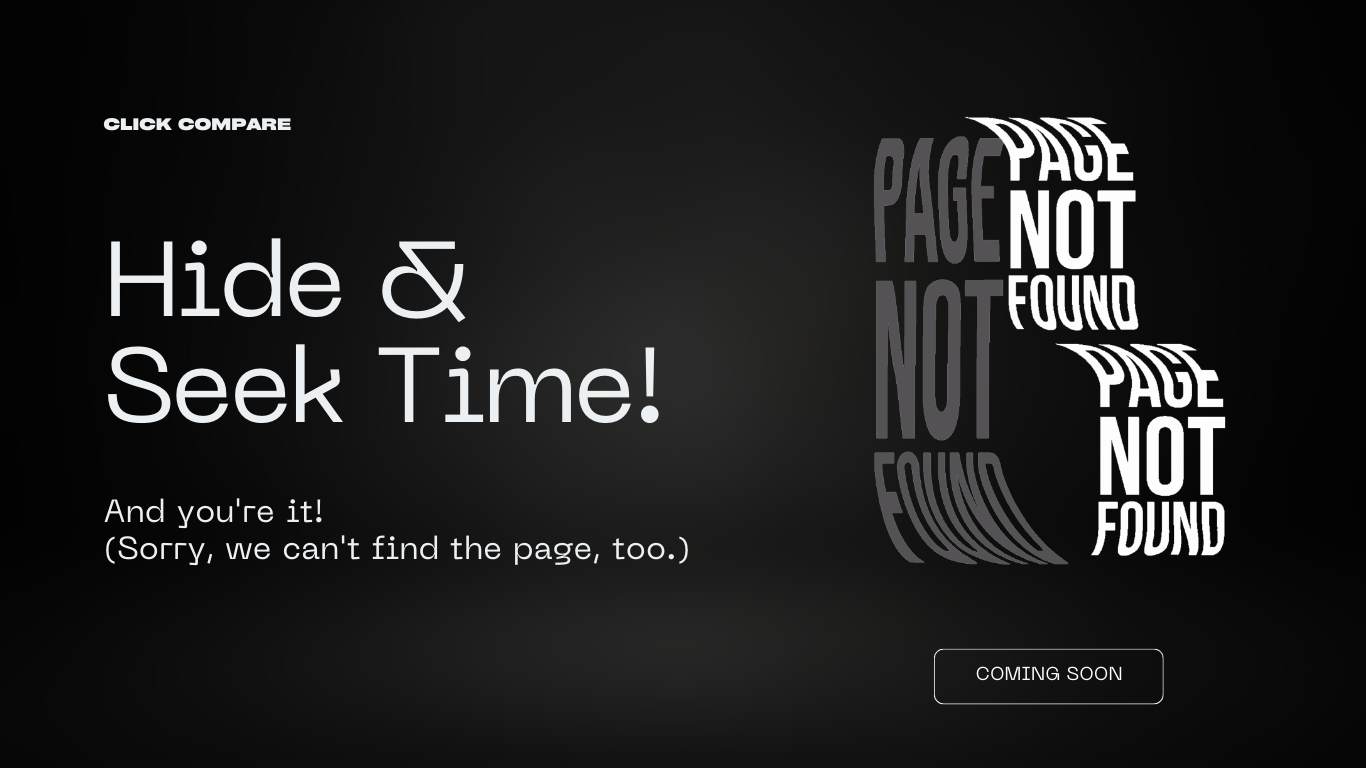 CLICK COMPARE
Hide &
Seek Time!
And you're it!
(Sorry, we can't find the page, too.)
PAGE
NOT
FOUND
PAGE
NOT
FOUND
PAGE
NOT
FOUND
COMING SOON